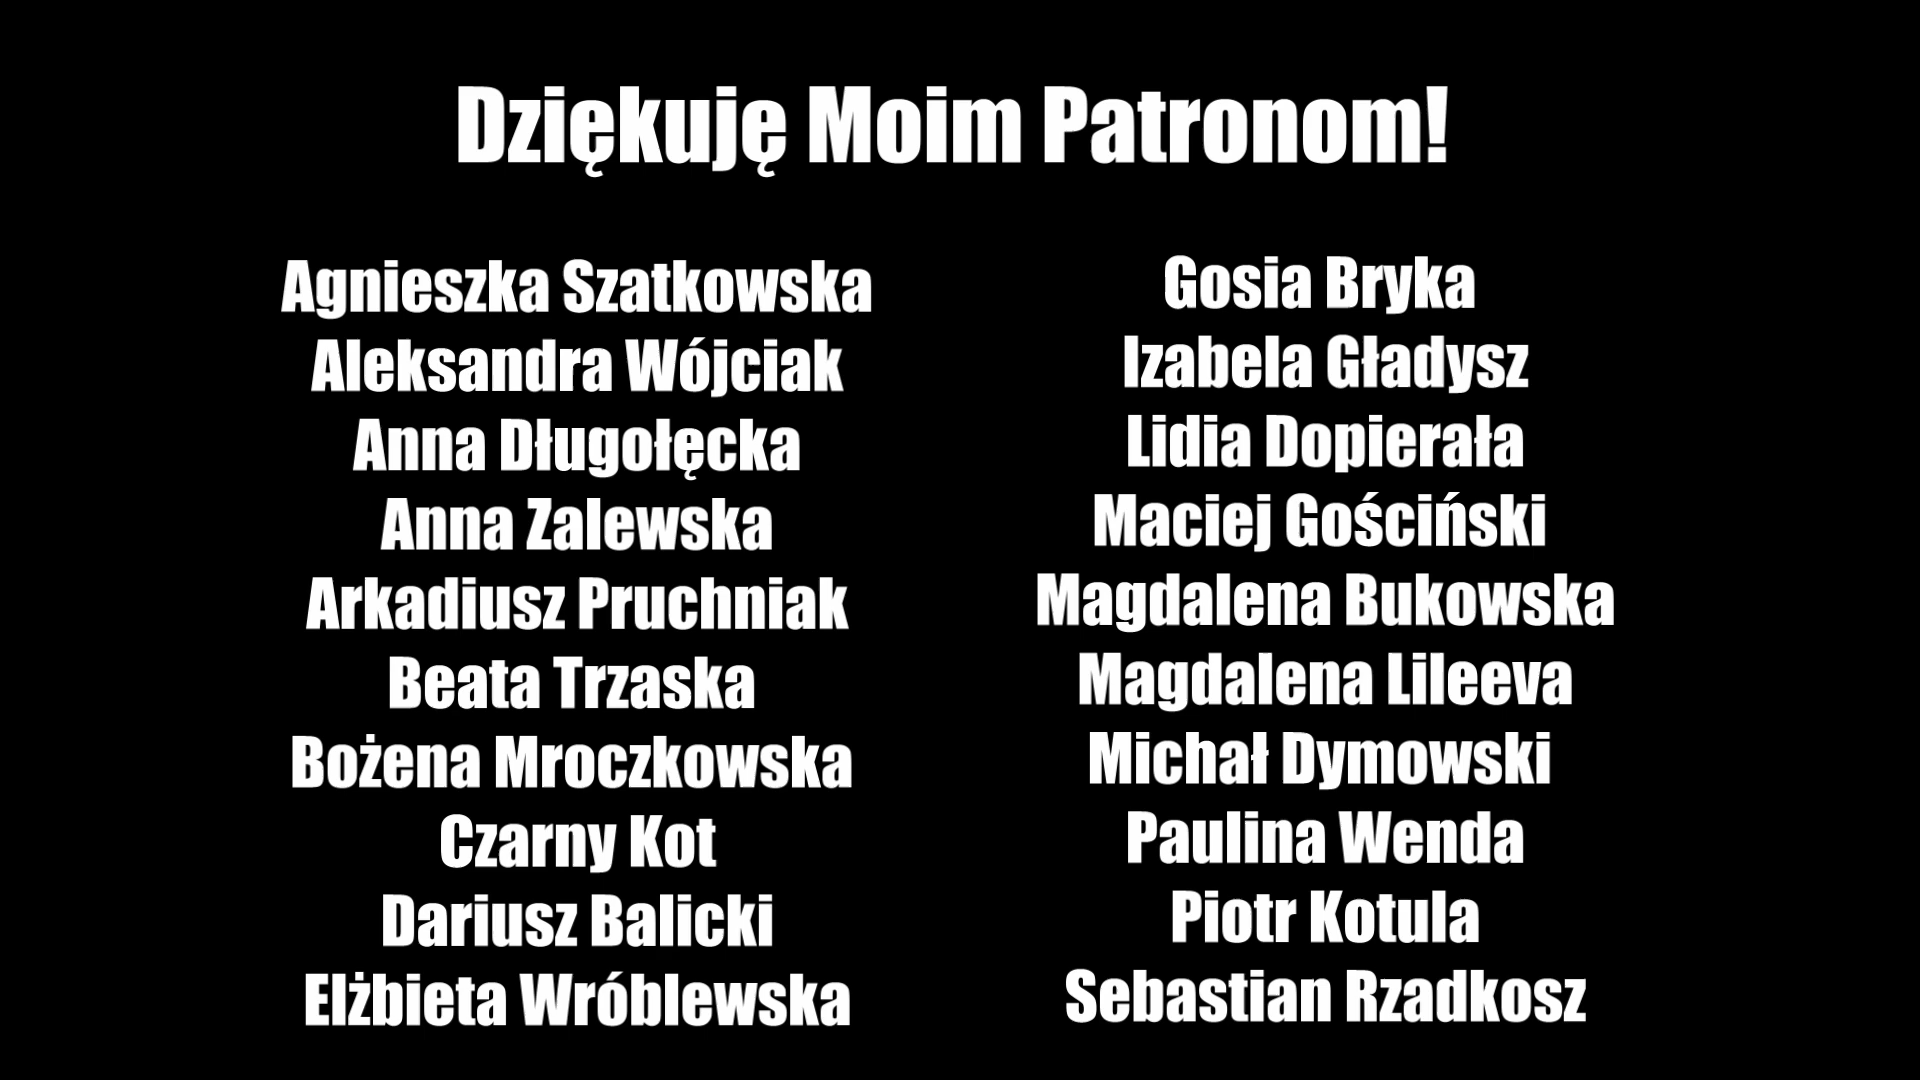 Dziękuję Moim Patronom!
Agnieszka Szatkowska
Aleksandra Wójciak
Anna Długołęcka
Anna Zalewska
Arkadiusz Pruchniak
Beata Trzaska
Bożena Mroczkowska
Czarny Kot
Dariusz Balicki
Elżbieta Wróblewska
Gosia Bryka
Izabela Gładysz
Lidia Dopierała
Maciej Gościński
Magdalena Bukowska
Magdalena Lileeva
Michał Dymowski
Paulina Wenda
Piotr Kotula
Sebastian Rzadkosz